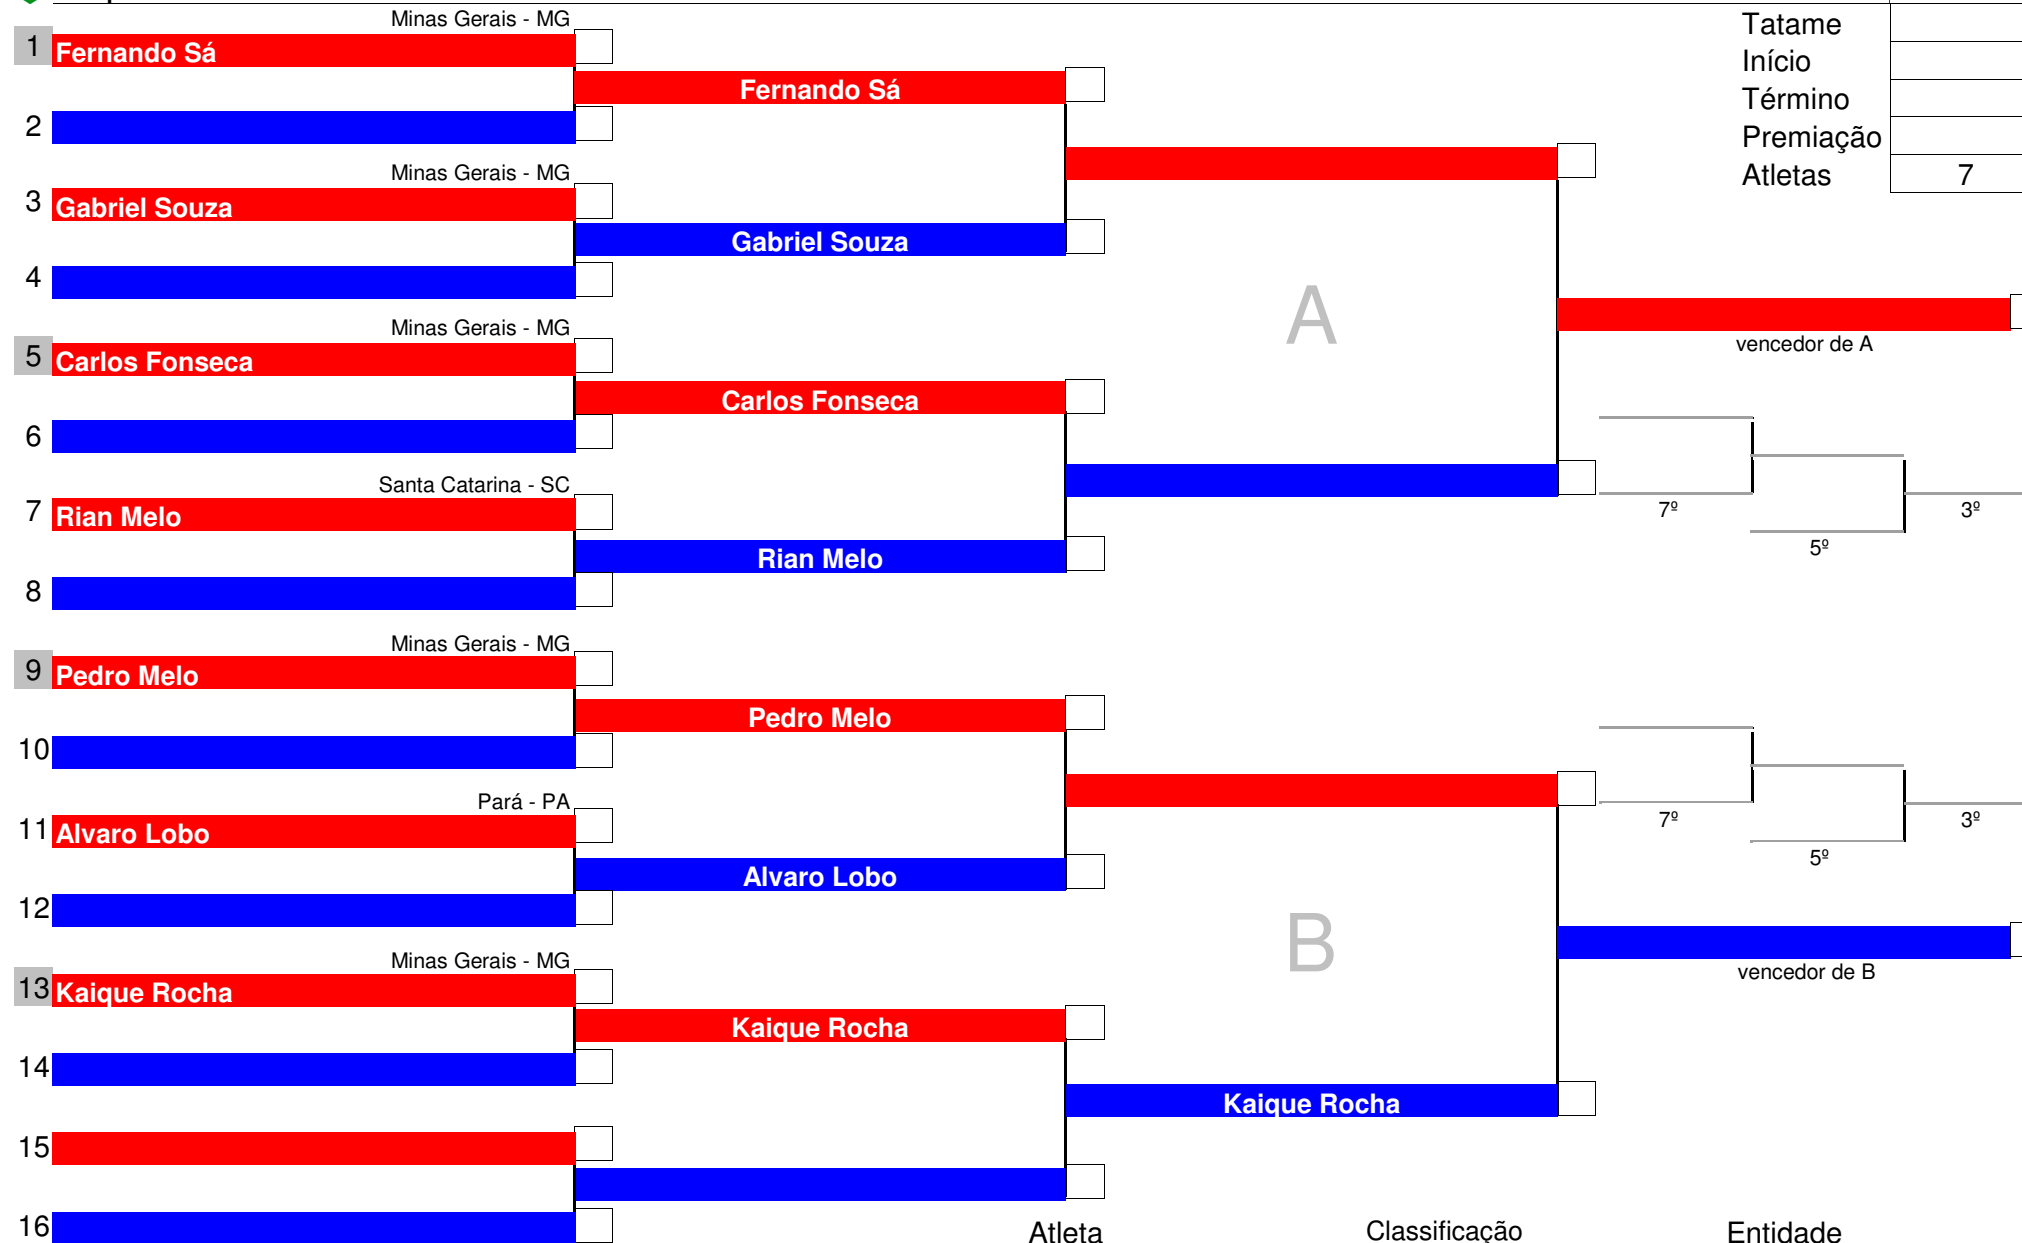 Minas Gerais - MG
Tatame
1 Fernando Sá
Início
Fernando Sá
Término
2
Premiação
Minas Gerais - MG
Atletas 7
3 Gabriel Souza
Gabriel Souza
4
A
Minas Gerais - MG
vencedor de A
5 Carlos Fonseca
Carlos Fonseca
6
Santa Catarina - SC
7 Rian Melo
7º 3º
5º
Rian Melo
8
Minas Gerais - MG
9 Pedro Melo
Pedro Melo
10
Pará - PA
7º 3º
11 Alvaro Lobo
5º
Alvaro Lobo
12
B
Minas Gerais - MG
vencedor de B
13 Kaique Rocha
Kaique Rocha
14
Kaique Rocha
15
16
Atleta Classificação Entidade